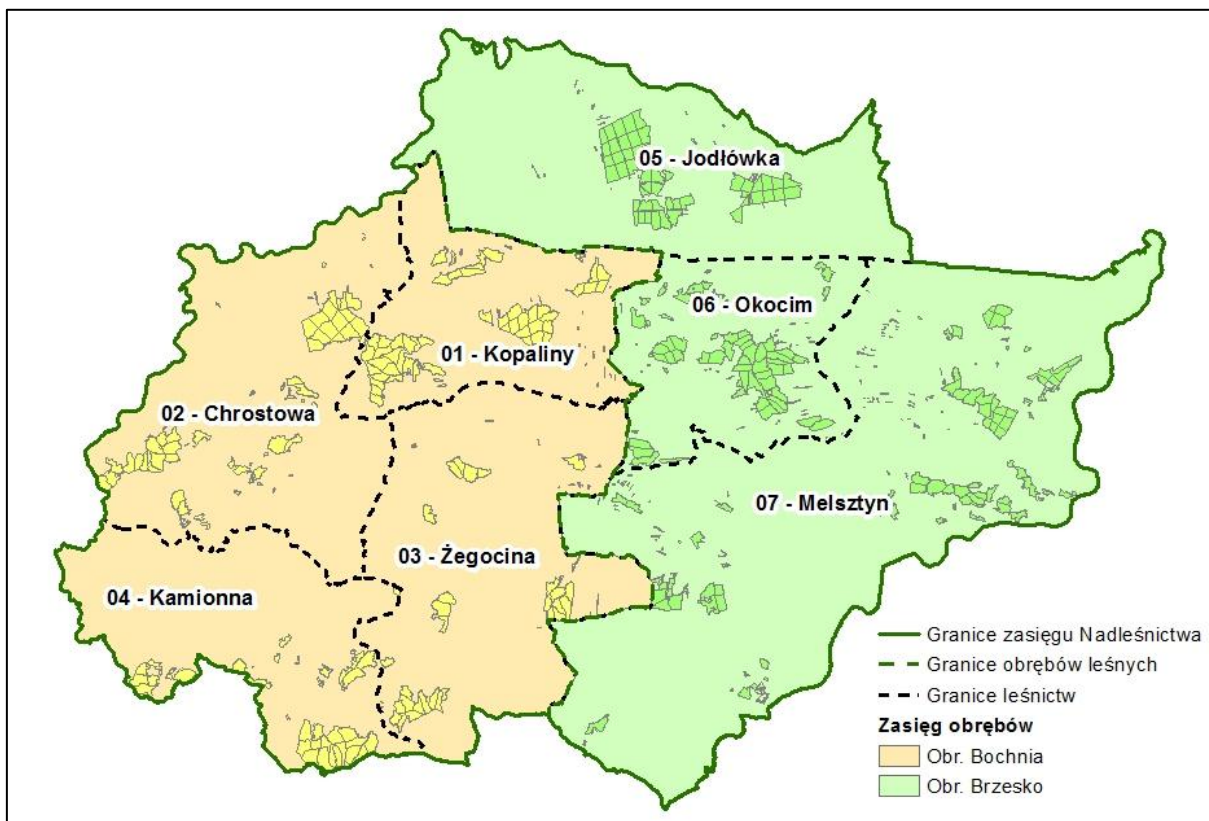 05 - Jodłówka
06 - Okocim
01 - Kopaliny
02 - Chrostowa
07 - Melsztyn
03 - Żegocina
04 - Kamionna
Granice zasięgu Nadleśnictwa
Granice obrębów leśnych
Granice leśnictw
Zasięg obrębów
Obr. Bochnia
Obr. Brzesko